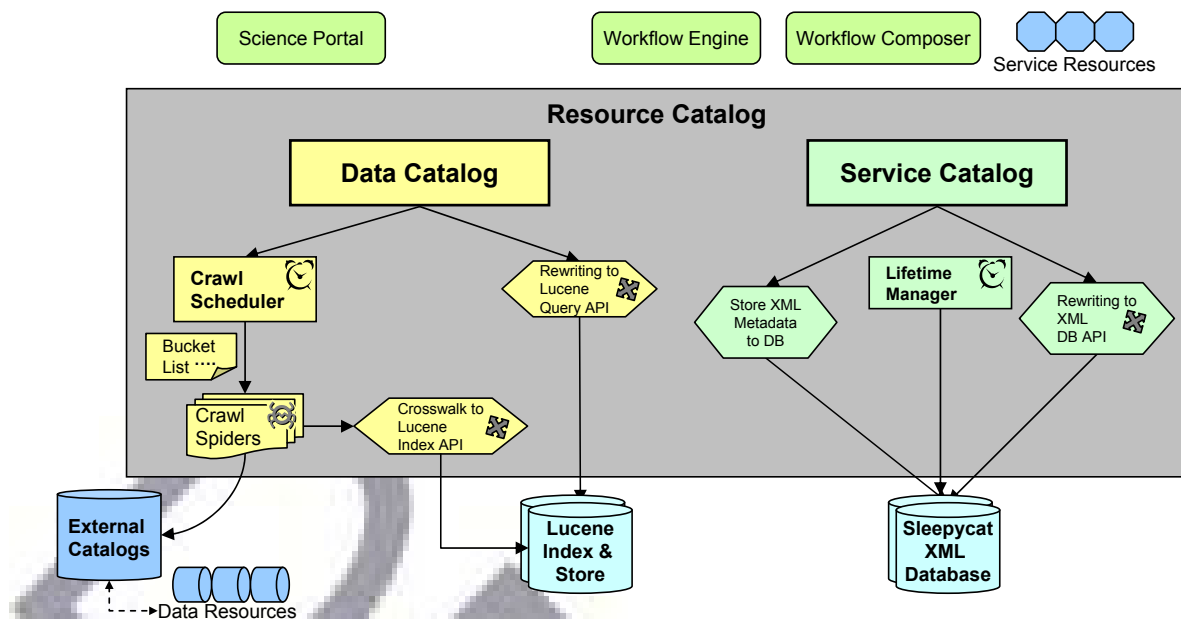 Science Portal
Workflow Engine
Workflow Composer
Service Resources
Resource Catalog
Data Catalog
Service Catalog
Crawl
Scheduler
Rewriting to
Lucene
Query API
Lifetime
Manager
Store XML
Metadata
to DB
Rewriting to
XML
DB API
Bucket
List ····
Crawl
Spiders
Crosswalk to
Lucene
Index API
External
Catalogs
Lucene
Index &
Store
Sleepycat
XML
Database
Data Resources